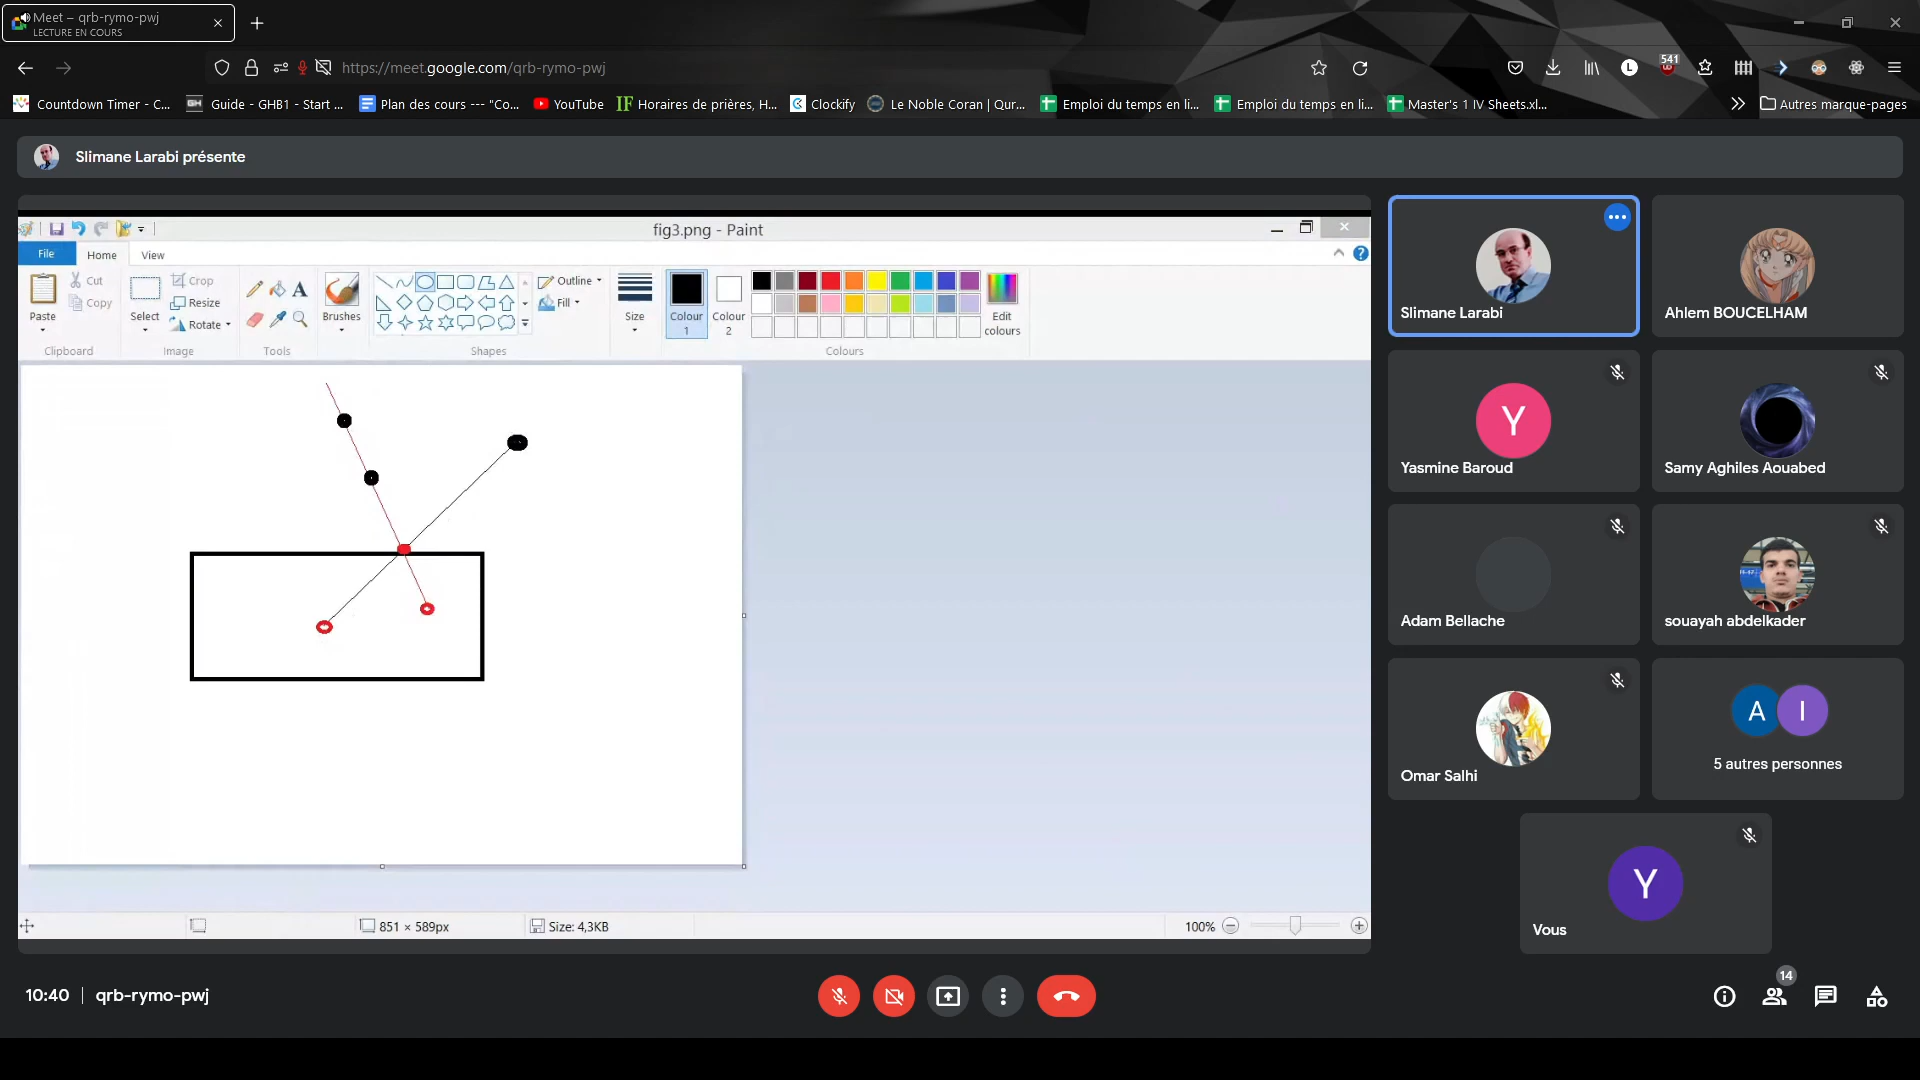 Meet – qrb-rymo-pwj
LECTURE EN COURS
https://meet.google.com/qrb-rymo-pwj
541
Countdown Timer - C...
Guide - GHB1 - Start ...
Plan des cours --- "Co...
YouTube
Horaires de prières, H...
Clockify
Le Noble Coran | Qur...
Emploi du temps en li...
Emploi du temps en li...
Master's 1 IV Sheets.xl...
Autres marque-pages
Slimane Larabi présente
fig3.png - Paint
File
Home
View
Paste
Cut
Copy
Clipboard
Select
Crop
Resize
Rotate
Image
Tools
Brushes
Shapes
Outline
Fill
Size
Colour 1
Colour 2
Edit colours
Colours
851 × 589px
Size: 4,3KB
100%
Slimane Larabi
Ahlem BOUCELHAM
Y
Yasmine Baroud
Samy Aghiles Aouabed
Adam Bellache
souayah abdelkader
Omar Salhi
A
I
5 autres personnes
Y
Vous
10:40
qrb-rymo-pwj
14